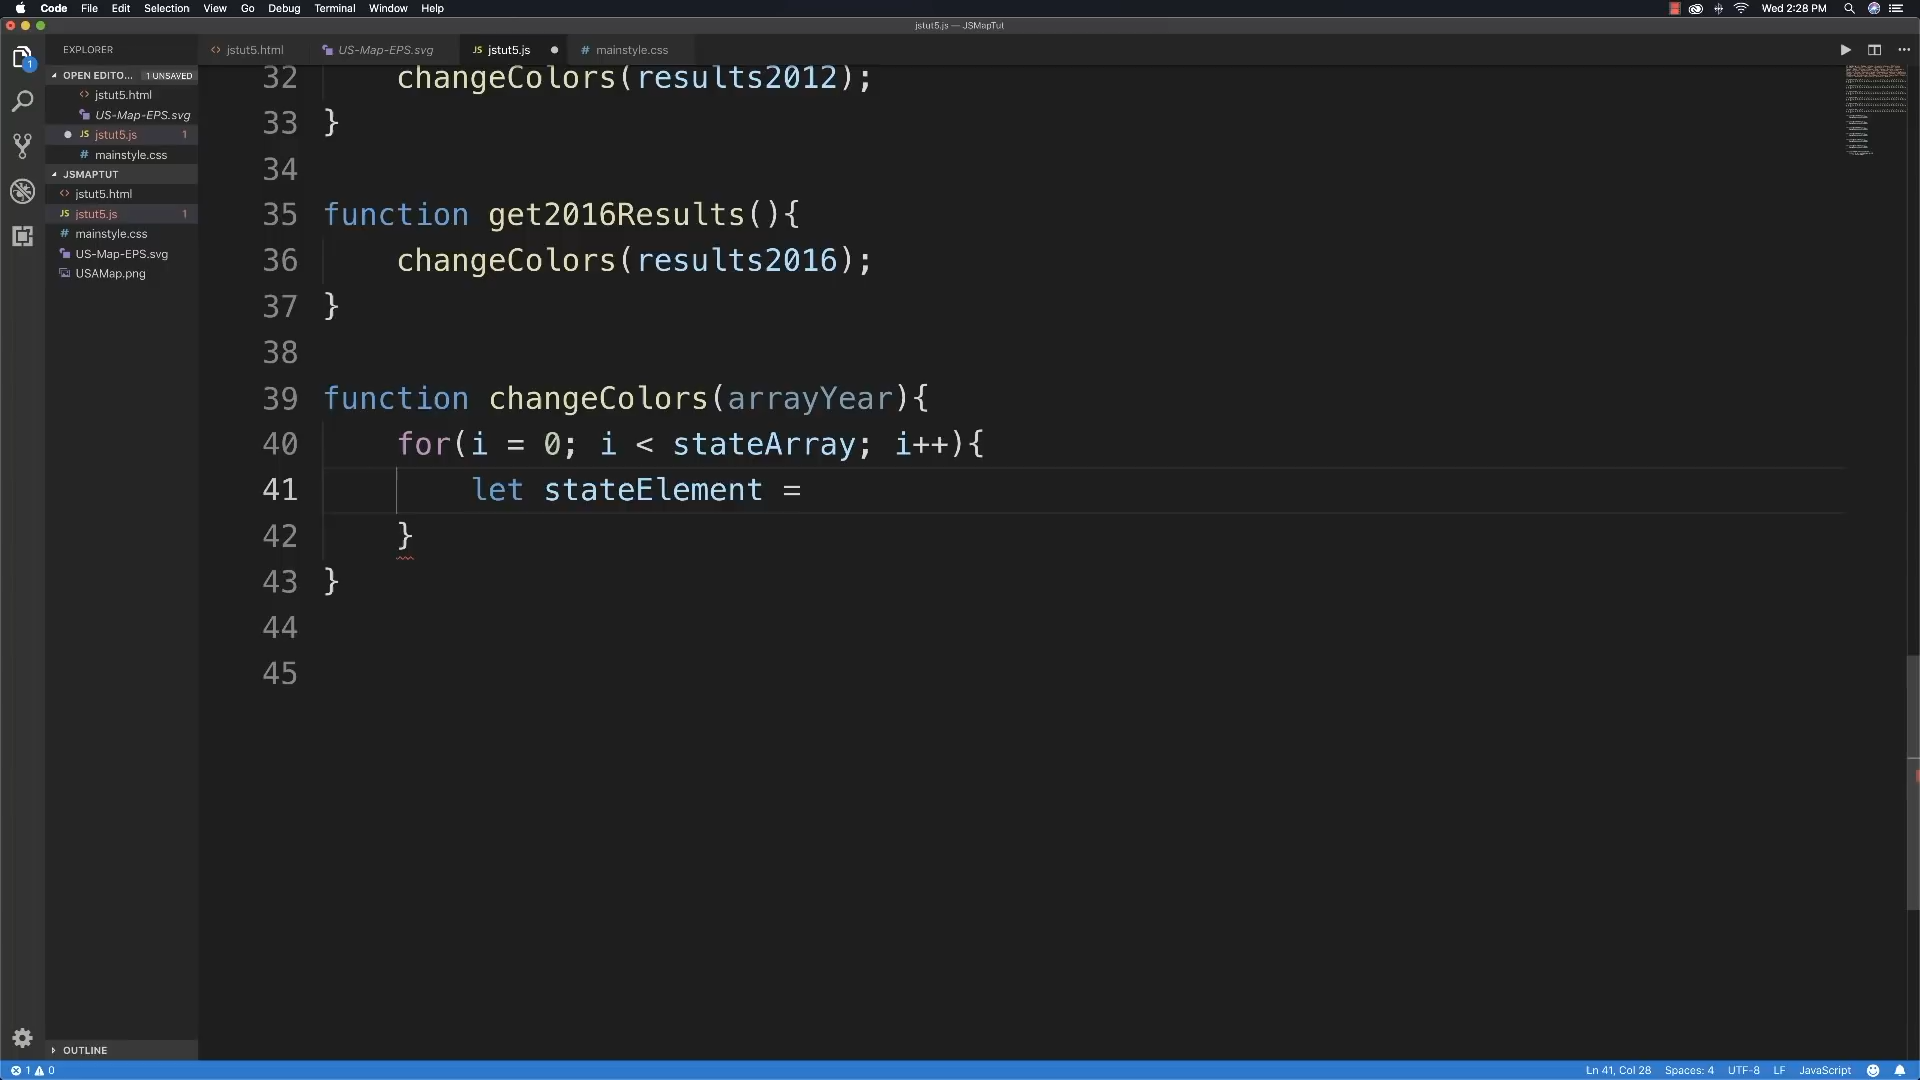 Code File Edit Selection View Go Debug Terminal Window Help Wed 2:28 PM
jstut5.js — JSMapTut
EXPLORER
jstut5.html US-Map-EPS.svg JS jstut5.js # mainstyle.css
OPEN EDITO... 1 UNSAVED
jstut5.html
US-Map-EPS.svg
JS jstut5.js 1
# mainstyle.css
JSMAPTUT
jstut5.html
JS jstut5.js 1
# mainstyle.css
US-Map-EPS.svg
USAMap.png
OUTLINE
32 changeColors(results2012);
33 }
34
35 function get2016Results(){
36 changeColors(results2016);
37 }
38
39 function changeColors(arrayYear){
40 for(i = 0; i < stateArray; i++){
41 let stateElement =
42 }
43 }
44
45
1 0 Ln 41, Col 28 Spaces: 4 UTF-8 LF JavaScript